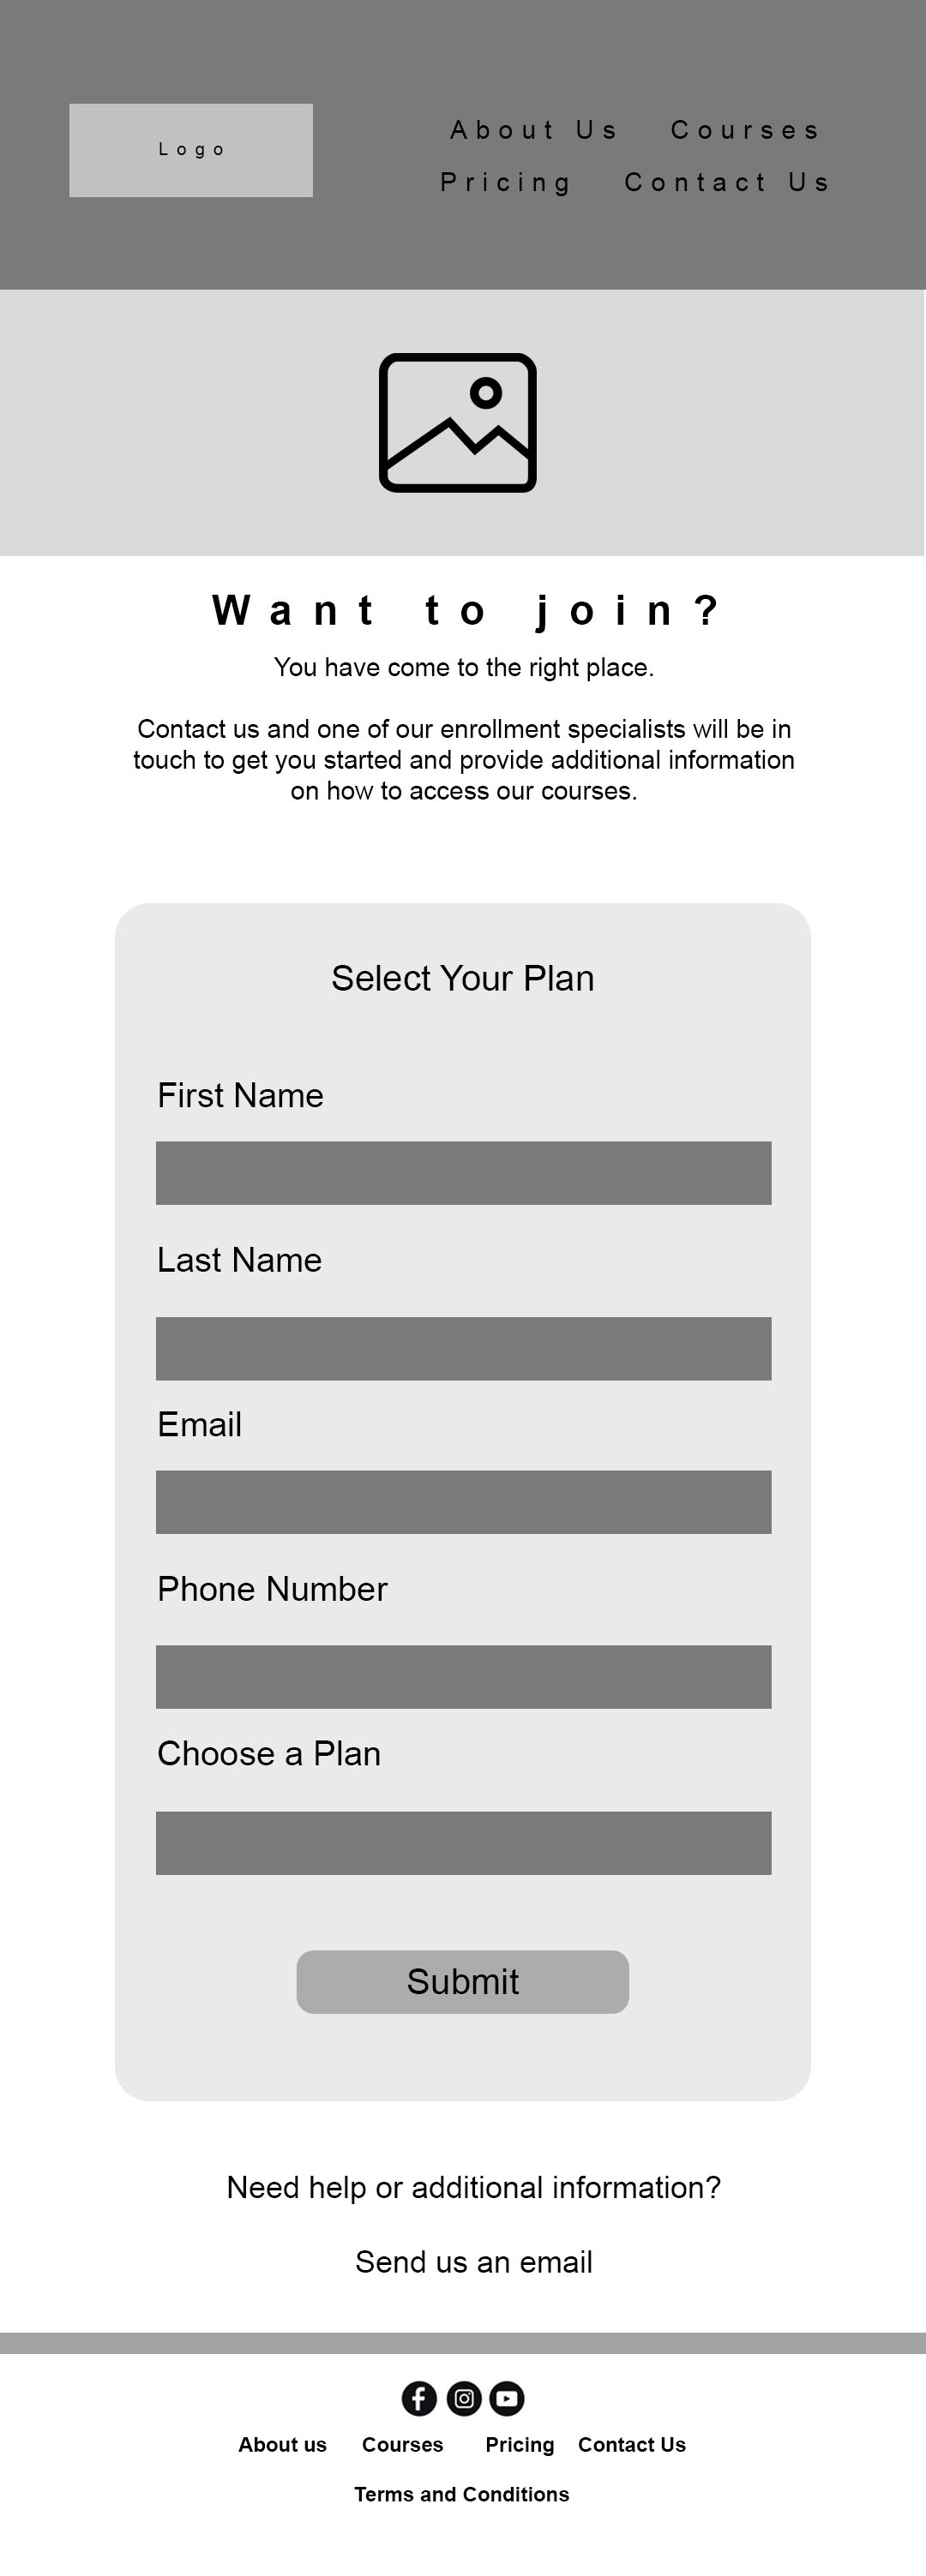 Logo
About Us Courses
Pricing Contact Us
Want to join?
You have come to the right place.
Contact us and one of our enrollment specialists will be in
touch to get you started and provide additional information
on how to access our courses.
Select Your Plan
First Name
Last Name
Email
Phone Number
Choose a Plan
Submit
Need help or additional information?
Send us an email
About us Courses Pricing Contact Us
Terms and Conditions